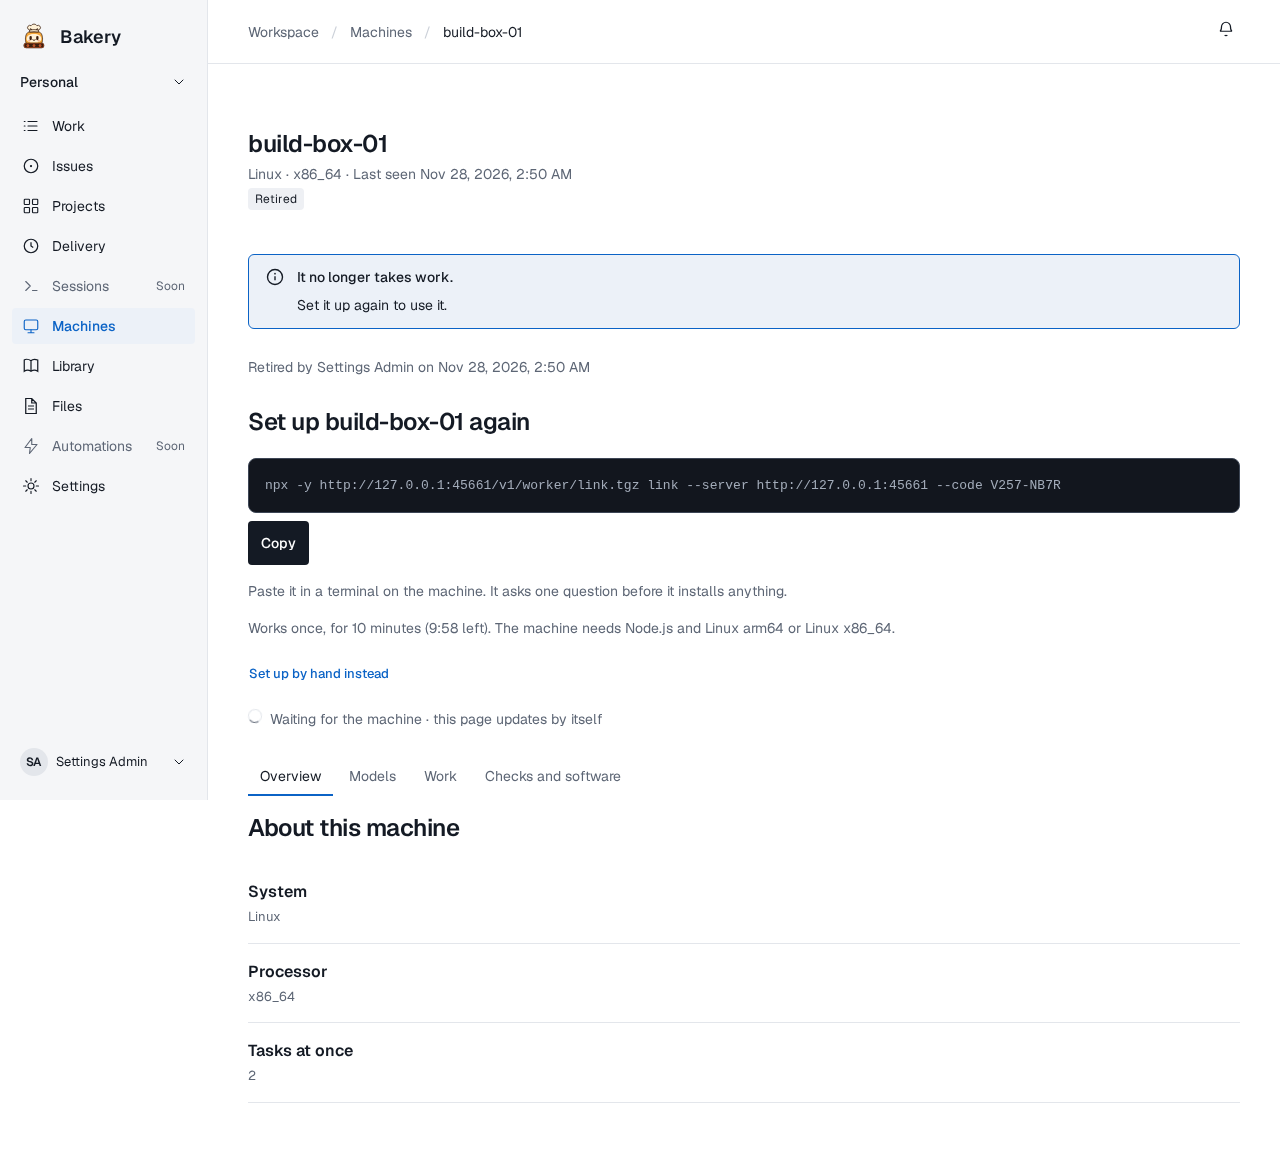 Bakery
Personal
Work
Issues
Projects
Delivery
Sessions Soon
Machines
Library
Files
Automations Soon
Settings
SA Settings Admin
Workspace / Machines / build-box-01
build-box-01
Linux · x86_64 · Last seen Nov 28, 2026, 2:50 AM
Retired
It no longer takes work.
Set it up again to use it.
Retired by Settings Admin on Nov 28, 2026, 2:50 AM
Set up build-box-01 again
npx -y http://127.0.0.1:45661/v1/worker/link.tgz link --server http://127.0.0.1:45661 --code V257-NB7R
Copy
Paste it in a terminal on the machine. It asks one question before it installs anything.
Works once, for 10 minutes (9:58 left). The machine needs Node.js and Linux arm64 or Linux x86_64.
Set up by hand instead
Waiting for the machine · this page updates by itself
Overview Models Work Checks and software
About this machine
System
Linux
Processor
x86_64
Tasks at once
2